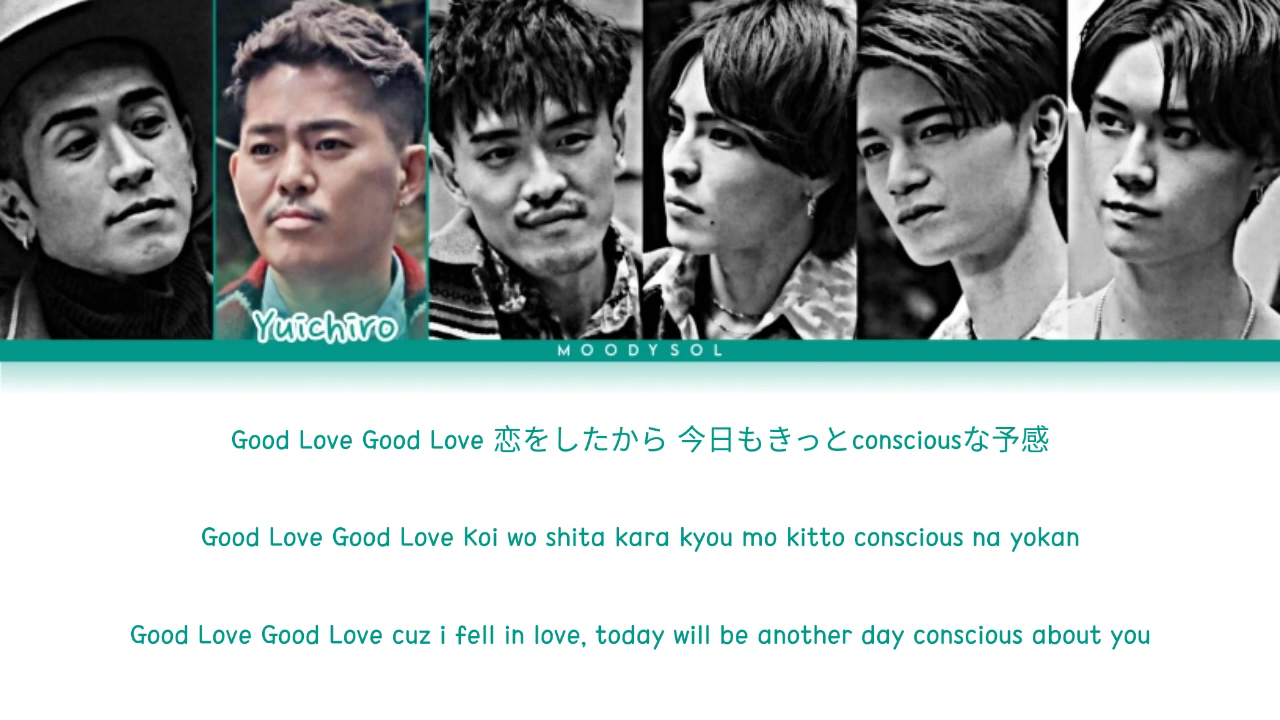 Yuichiro
MOODYSOL
Good Love Good Love 恋をしたから 今日もきっとconsciousな予感
Good Love Good Love Koi wo shita kara kyou mo kitto conscious na yokan
Good Love Good Love cuz i fell in love, today will be another day conscious about you